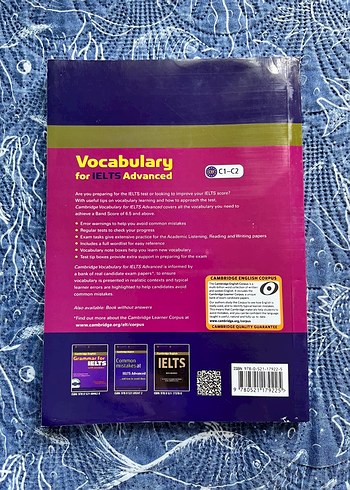 Vocabulary
for IELTS Advanced
C1–C2
Are you preparing for the IELTS test or looking to improve your IELTS score?
With useful tips on vocabulary learning and how to approach the test,
Cambridge Vocabulary for IELTS Advanced covers all the vocabulary you need to
achieve a Band Score of 6.5 and above.
• Error warnings to help you avoid common mistakes
• Regular tests to check your progress
• Exam tasks give extensive practice for the Academic Listening, Reading and Writing papers
• Includes a full wordlist for easy reference
• Vocabulary note boxes help you learn new vocabulary
• Test tip boxes provide extra support in preparing for the exam
Cambridge Vocabulary for IELTS Advanced is informed by a
bank of real candidate exam papers*, to ensure
vocabulary is presented in realistic contexts and typical
learner errors are highlighted to help candidates avoid
common mistakes.
Also available: Book without answers
*Find out more about the Cambridge Learner Corpus at
www.cambridge.org/elt/corpus
CAMBRIDGE ENGLISH CORPUS
CAMBRIDGE QUALITY GUARANTEE
Grammar for
IELTS
Common
mistakes at
IELTS Advanced
IELTS
ISBN 978-0-521-17922-5
9 780521 179225